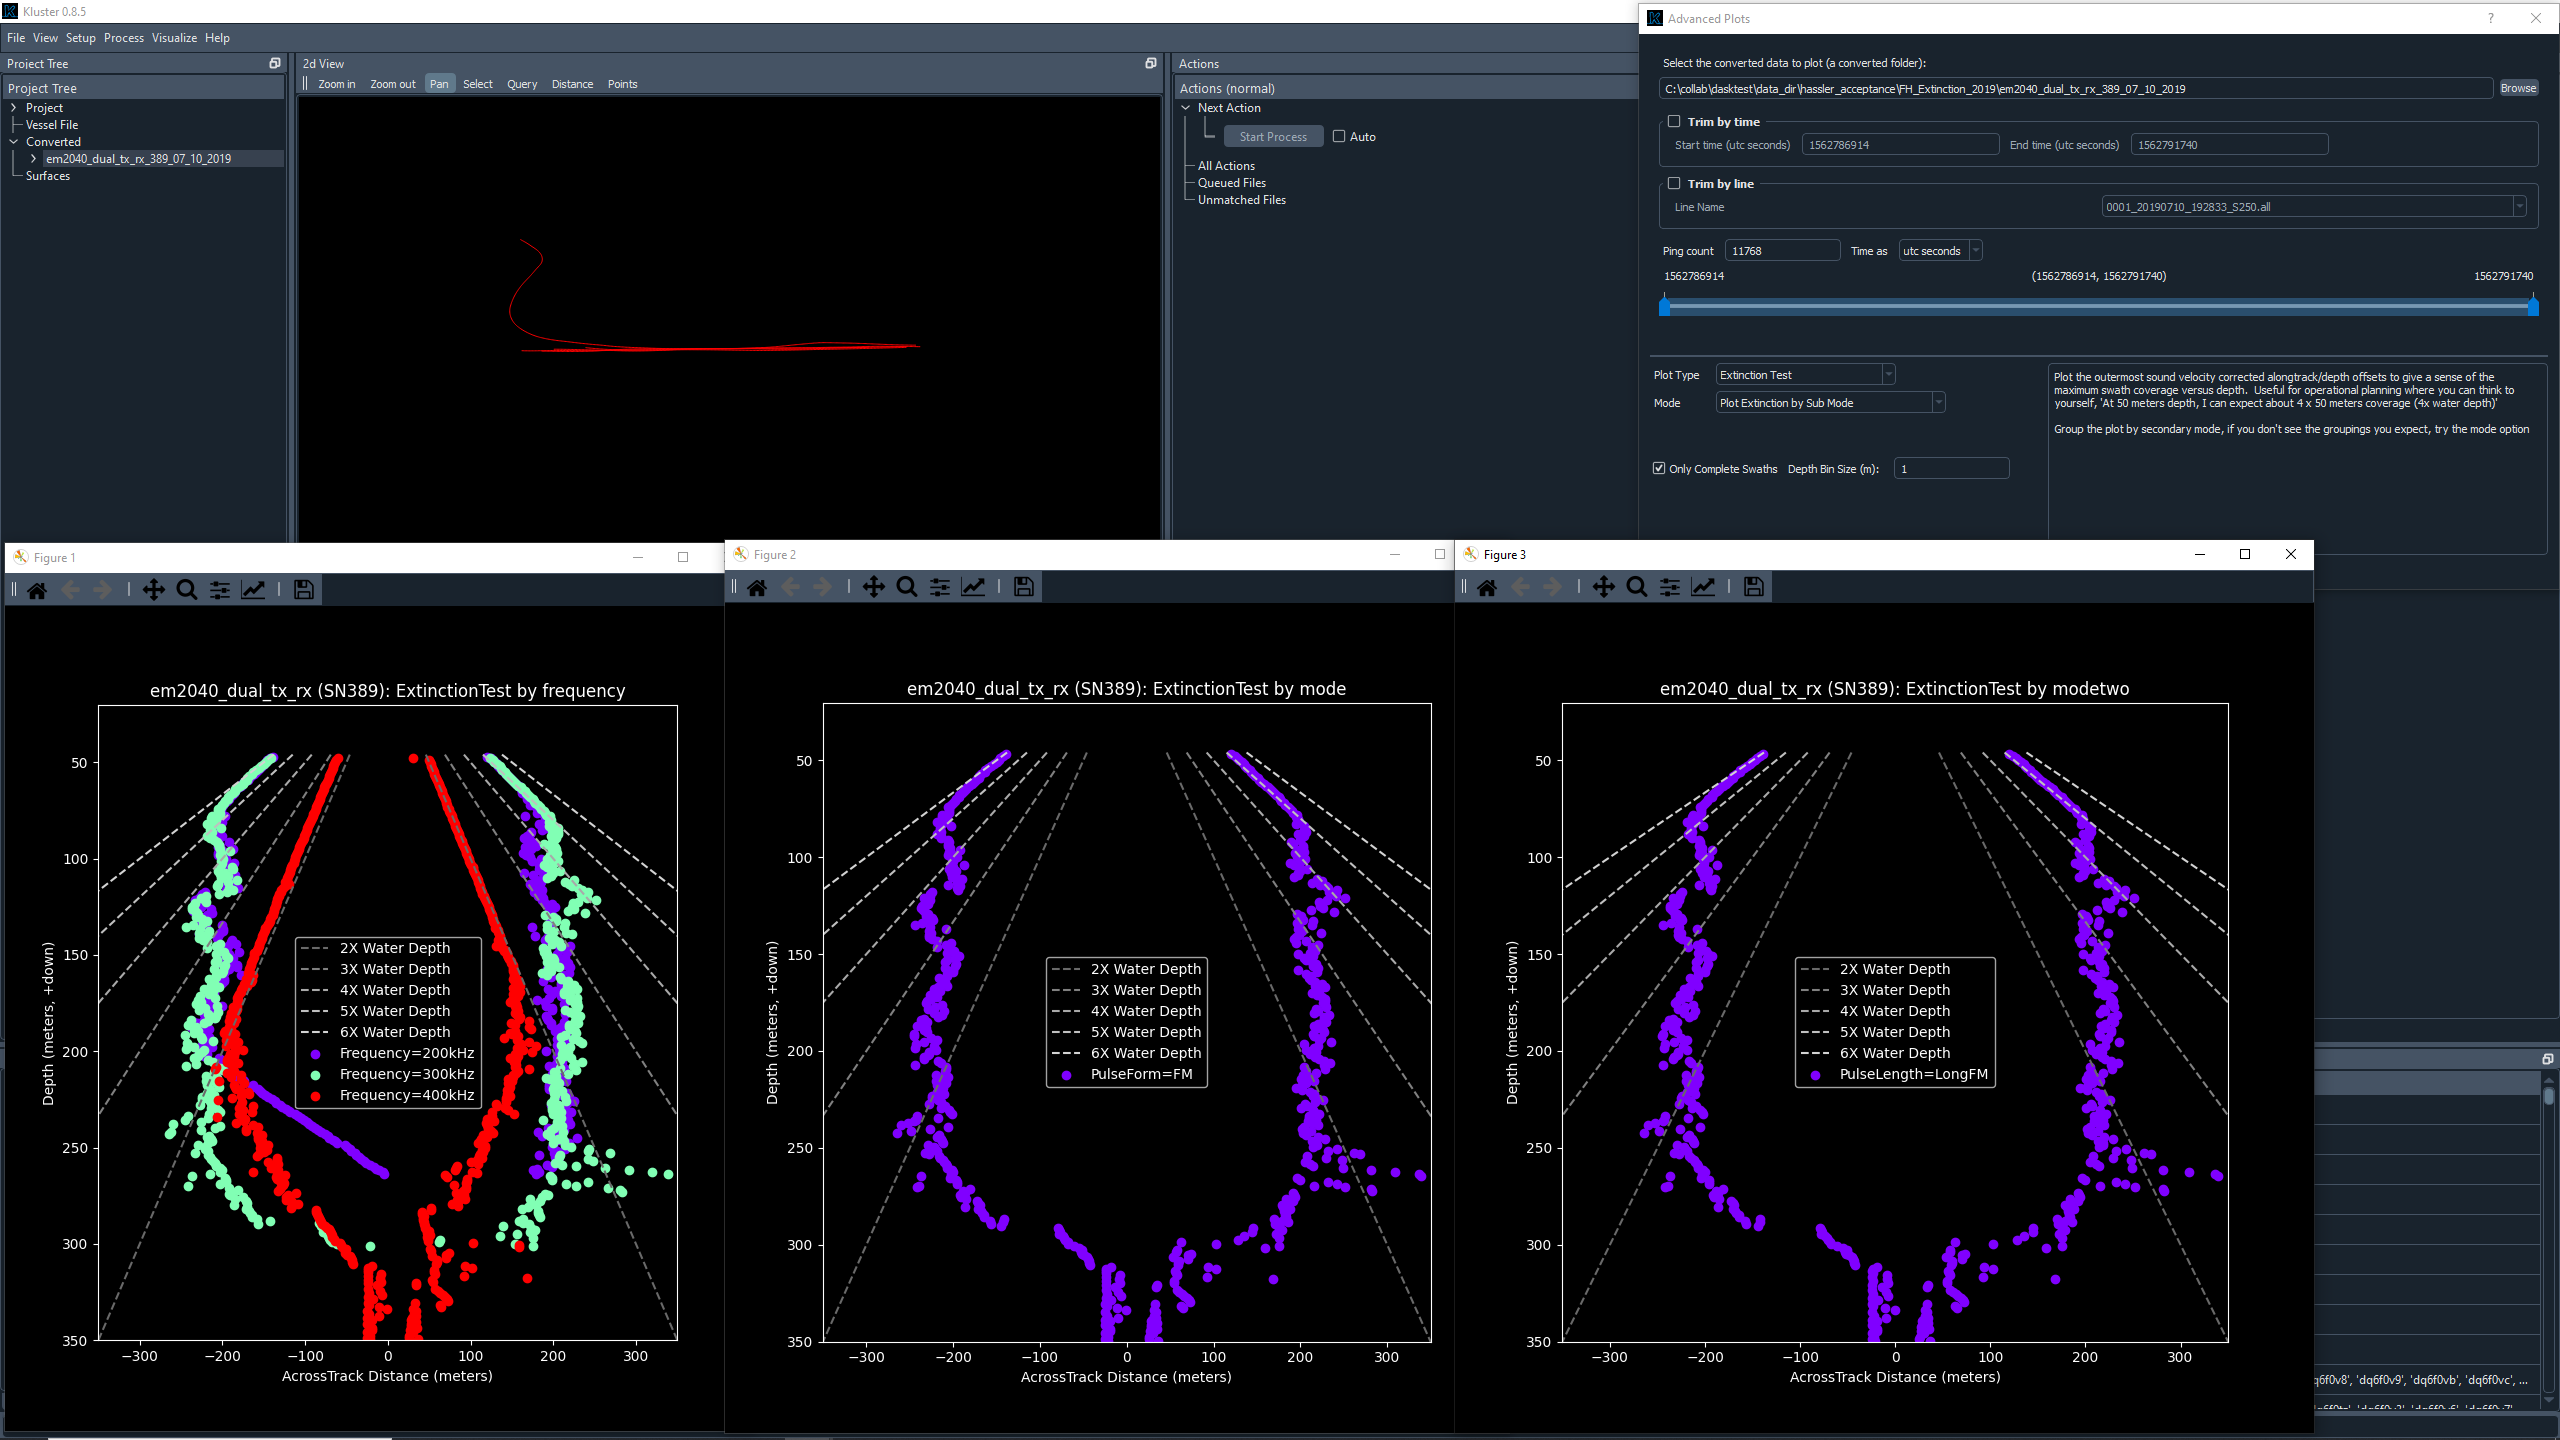 Kluster 0.8.5
File View Setup Process Visualize Help
Project Tree
Project Tree
Project
Vessel File
Converted
em2040_dual_tx_rx_389_07_10_2019
Surfaces
2d View
Zoom in Zoom out Pan Select Query Distance Points
Actions
Actions (normal)
Next Action
Start Process Auto
All Actions
Queued Files
Unmatched Files
Advanced Plots
?
Select the converted data to plot (a converted folder):
C:\collab\dasktest\data_dir\hassler_acceptance\FH_Extinction_2019\em2040_dual_tx_rx_389_07_10_2019 Browse
Trim by time
Start time (utc seconds) 1562786914 End time (utc seconds) 1562791740
Trim by line
Line Name 0001_20190710_192833_S250.all
Ping count 11768 Time as utc seconds
1562786914 (1562786914, 1562791740) 1562791740
Plot Type Extinction Test
Mode Plot Extinction by Sub Mode
Only Complete Swaths Depth Bin Size (m): 1
Plot the outermost sound velocity corrected alongtrack/depth offsets to give a sense of the
maximum swath coverage versus depth.  Useful for operational planning where you can think to
yourself, 'At 50 meters depth, I can expect about 4 x 50 meters coverage (4x water depth)'
Group the plot by secondary mode, if you don't see the groupings you expect, try the mode option
Figure 1
em2040_dual_tx_rx (SN389): ExtinctionTest by frequency
Depth (meters, +down)
50
100
150
200
250
300
350
2X Water Depth
3X Water Depth
4X Water Depth
5X Water Depth
6X Water Depth
Frequency=200kHz
Frequency=300kHz
Frequency=400kHz
−300 −200 −100 0 100 200 300
AcrossTrack Distance (meters)
Figure 2
em2040_dual_tx_rx (SN389): ExtinctionTest by mode
Depth (meters, +down)
50
100
150
200
250
300
350
2X Water Depth
3X Water Depth
4X Water Depth
5X Water Depth
6X Water Depth
PulseForm=FM
−300 −200 −100 0 100 200 300
AcrossTrack Distance (meters)
Figure 3
em2040_dual_tx_rx (SN389): ExtinctionTest by modetwo
Depth (meters, +down)
50
100
150
200
250
300
350
2X Water Depth
3X Water Depth
4X Water Depth
5X Water Depth
6X Water Depth
PulseLength=LongFM
−300 −200 −100 0 100 200 300
AcrossTrack Distance (meters)
'dq6f0v9', 'dq6f0vb', 'dq6f0vc', ...